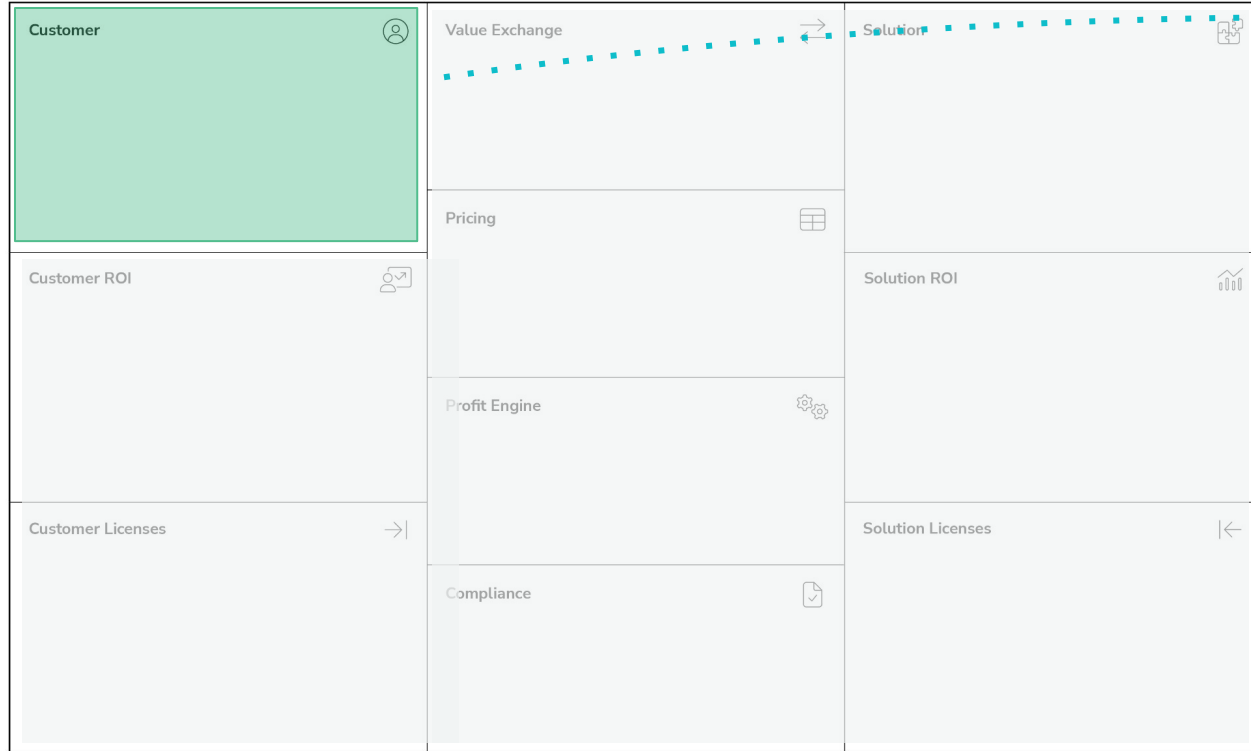 Customer
Value Exchange
Solution
Pricing
Customer ROI
Solution ROI
Profit Engine
Customer Licenses
Solution Licenses
Compliance